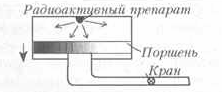 Радиоактивный препарат
Поршень
Кран